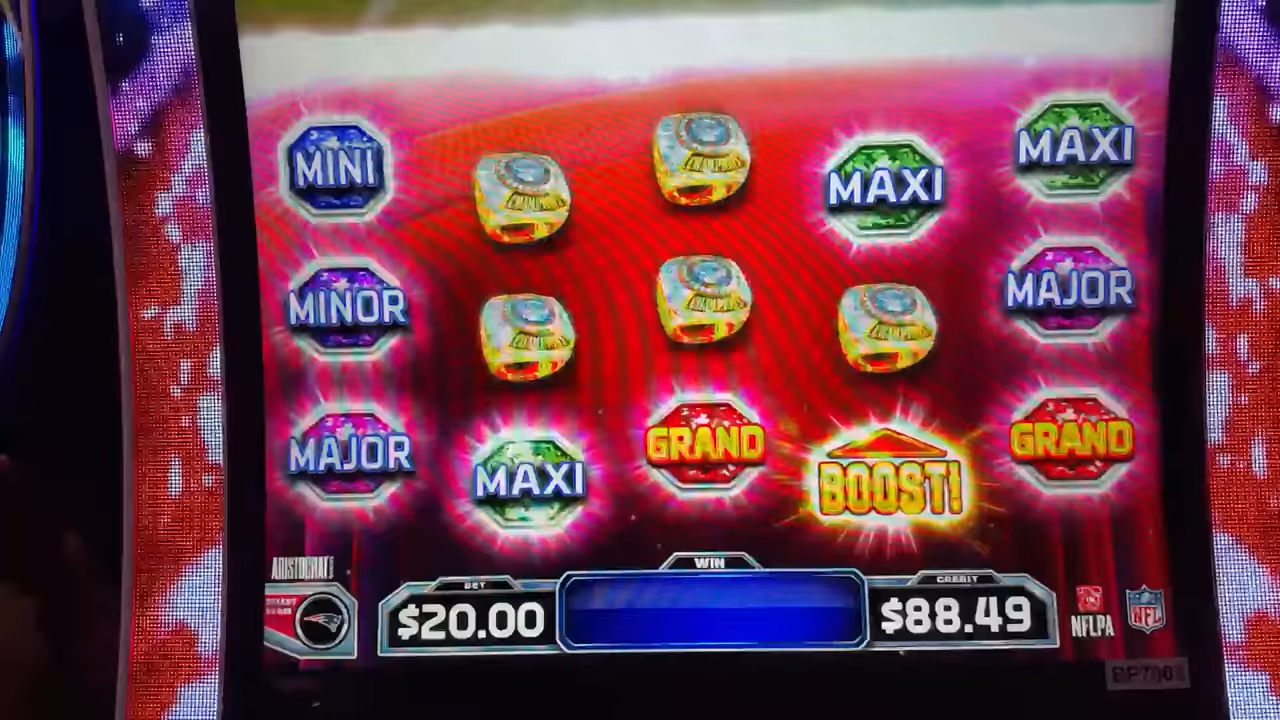 MINI
MAXI
MAXI
MINOR
MAJOR
MAJOR
MAXI
GRAND
BOOST!
GRAND
ARISTOCRAT
BET
WIN
CREDIT
$20.00
$88.49
NFLPA
NFL